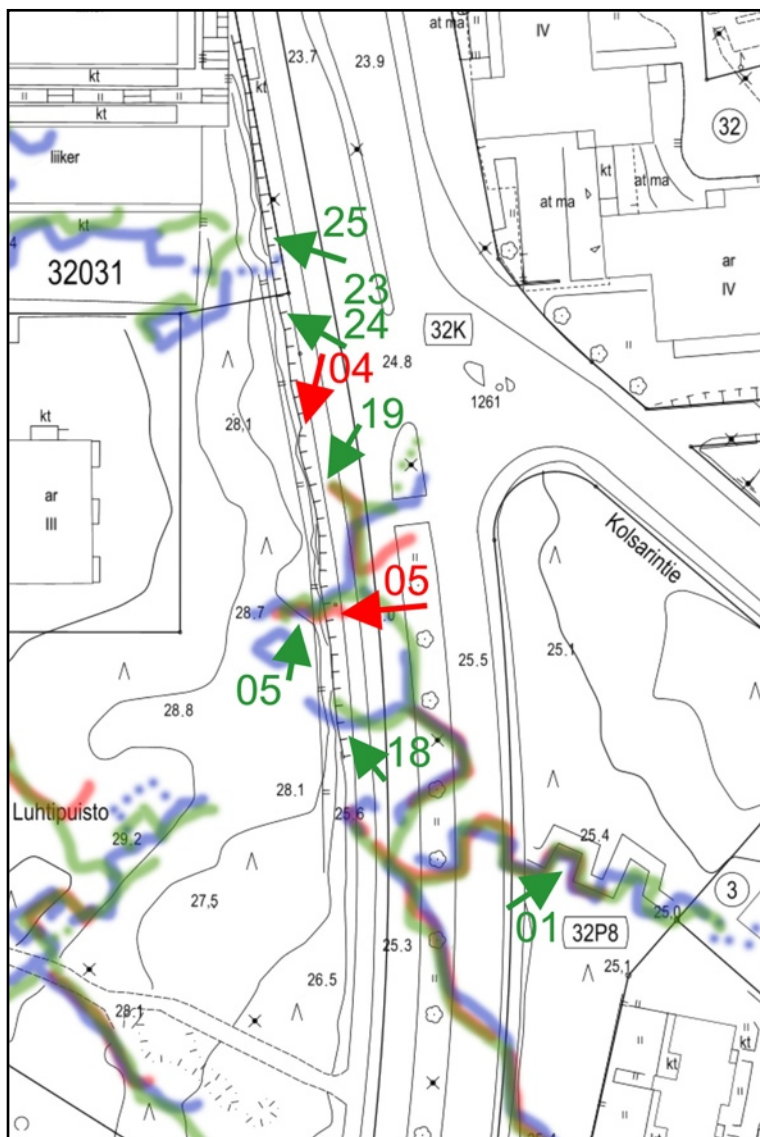 at ma
IV
23.7
23.9
kt
kt
kt
32
liiker
kt
at ma
at ma
kt
25
32031
ar
IV
23
24
32K
24.8
04
1261
28,1
19
kt
ar
III
Kolsarintie
05
28.7
25.5
25.1
05
28.8
18
28.1
25.6
Luhtipuisto
29.2
25.4
27,5
3
01
25,0
32P8
25.3
25,1
26.5
28.1
kt
kt
25.4